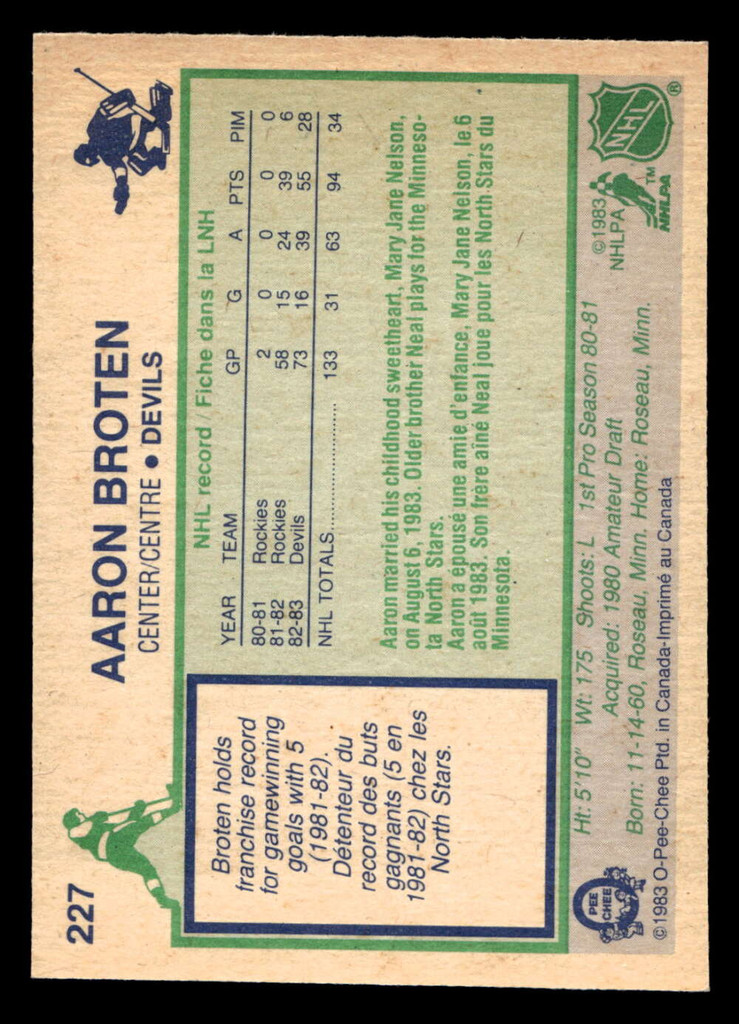 227
AARON BROTEN
CENTER/CENTRE • DEVILS
Broten holds
franchise record
for gamewinning
goals with 5
(1981-82).
Détenteur du
record des buts
gagnants (5 en
1981-82) chez les
North Stars.
NHL record / Fiche dans la LNH
YEAR TEAM GP G A PTS PIM
80-81 Rockies 2 0 0 0 0
81-82 Rockies 58 15 24 39 6
82-83 Devils 73 16 39 55 28
NHL TOTALS.................... 133 31 63 94 34
Aaron married his childhood sweetheart, Mary Jane Nelson,
on August 6, 1983. Older brother Neal plays for the Minneso-
ta North Stars.
Aaron a épousé une amie d'enfance, Mary Jane Nelson, le 6
août 1983. Son frère aîné Neal joue pour les North Stars du
Minnesota.
Ht: 5'10" Wt: 175 Shoots: L 1st Pro Season 80-81
Acquired: 1980 Amateur Draft
Born: 11-14-60, Roseau, Minn. Home: Roseau, Minn.
©1983 O-Pee-Chee Ptd. in Canada-Imprimé au Canada
O PEE CHEE
©1983
NHLPA
NHLPA
TM
NHL
®